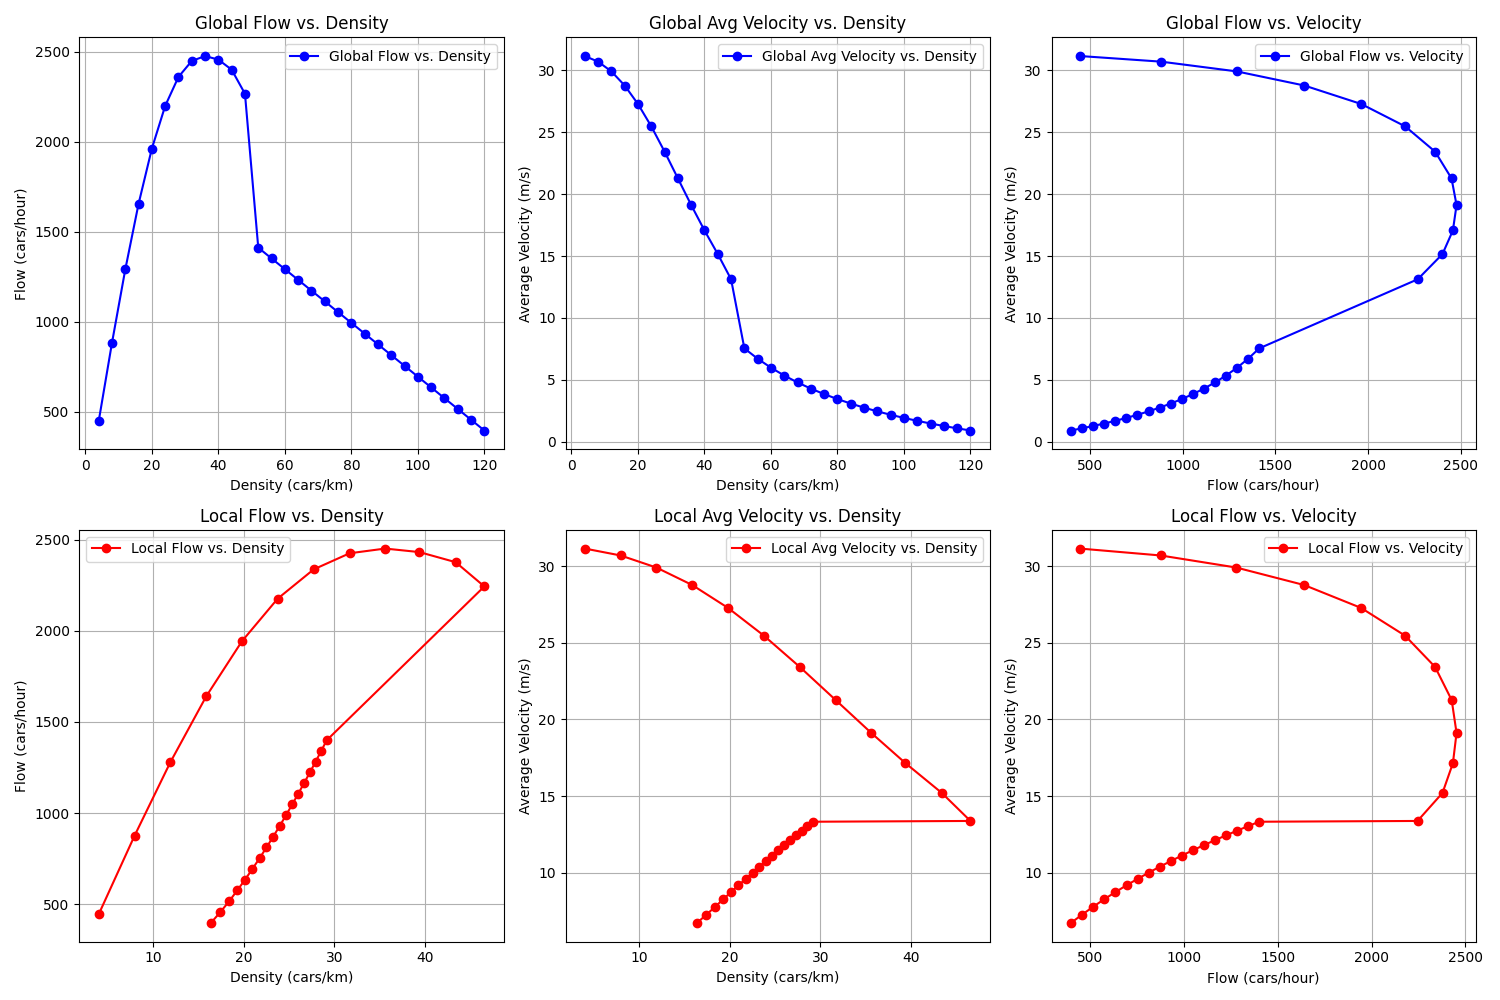 Global Flow vs. Density
Global Avg Velocity vs. Density
Global Flow vs. Velocity
Global Flow vs. Density
Flow (cars/hour)
2500
2000
1500
1000
500
0 20 40 60 80 100 120
Density (cars/km)
Global Avg Velocity vs. Density
Average Velocity (m/s)
30
25
20
15
10
5
0
0 20 40 60 80 100 120
Density (cars/km)
Global Flow vs. Velocity
Average Velocity (m/s)
30
25
20
15
10
5
0
500 1000 1500 2000 2500
Flow (cars/hour)
Local Flow vs. Density
Local Avg Velocity vs. Density
Local Flow vs. Velocity
Local Flow vs. Density
Flow (cars/hour)
2500
2000
1500
1000
500
10 20 30 40
Density (cars/km)
Local Avg Velocity vs. Density
Average Velocity (m/s)
30
25
20
15
10
10 20 30 40
Density (cars/km)
Local Flow vs. Velocity
Average Velocity (m/s)
30
25
20
15
10
500 1000 1500 2000 2500
Flow (cars/hour)